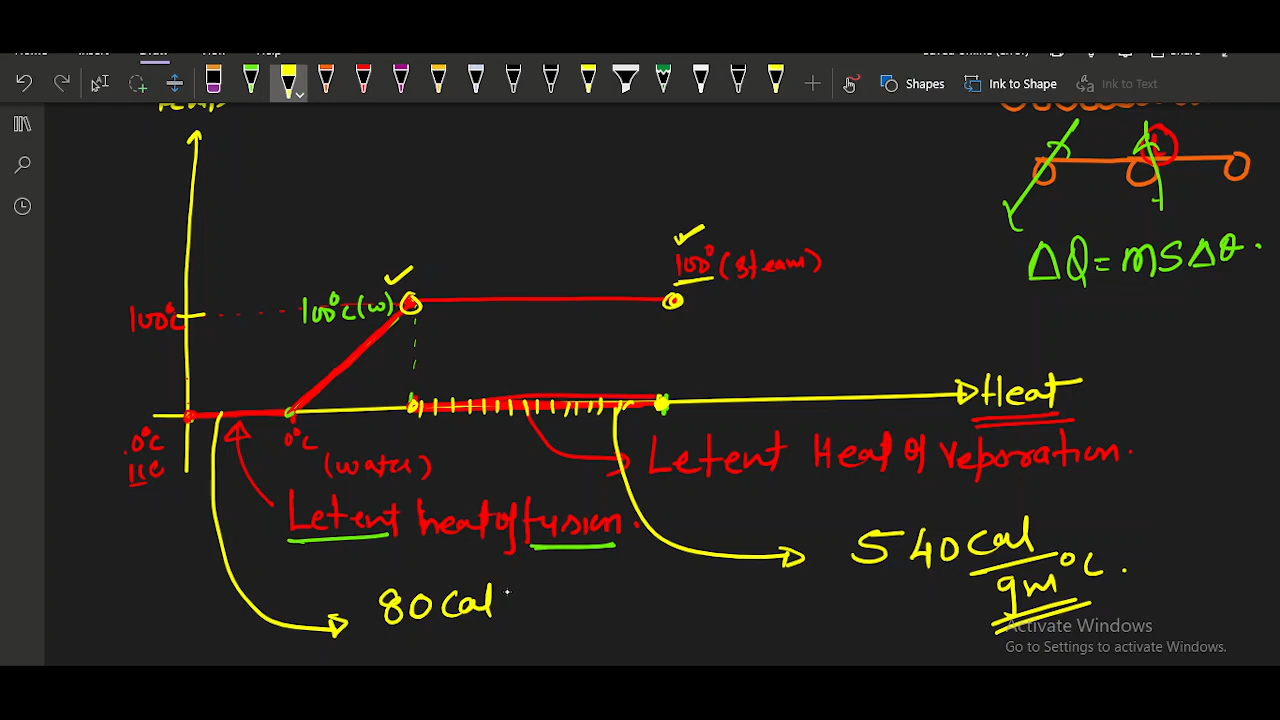 Draw
Shapes
Ink to Shape
Ink to Text
100° (steam)
100°C (w)
100°C
ΔQ = msΔθ.
Heat
0°C
Ice
0°C
(water)
Letent Heat of veporation.
Letent heat of fusion.
540 Cal
gm °C.
80 Cal
Activate Windows
Go to Settings to activate Windows.